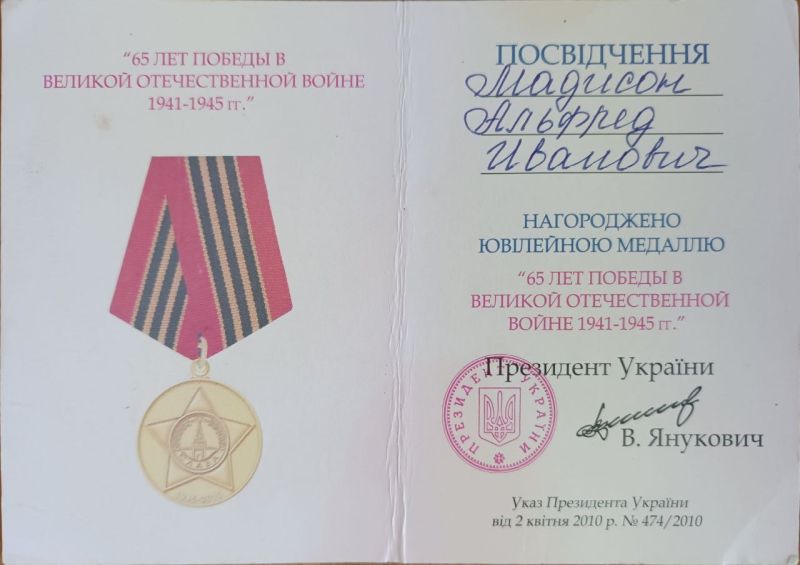 “65 ЛЕТ ПОБЕДЫ В
ВЕЛИКОЙ ОТЕЧЕСТВЕННОЙ ВОЙНЕ
1941-1945 гг.”
СЛАВА
ПОСВІДЧЕННЯ
Мадисон
Альфред
Иванович
НАГОРОДЖЕНО
ЮВІЛЕЙНОЮ МЕДАЛЛЮ
“65 ЛЕТ ПОБЕДЫ В
ВЕЛИКОЙ ОТЕЧЕСТВЕННОЙ
ВОЙНЕ 1941-1945 гг.”
Президент України
ПРЕЗИДЕНТ УКРАЇНИ
В. Янукович
Указ Президента України
від 2 квітня 2010 р. № 474/2010